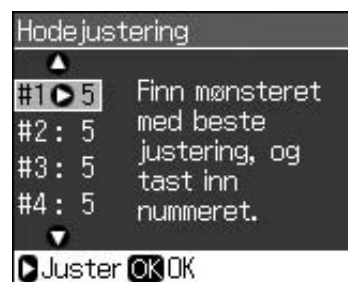 Hodejustering
#1 5
#2: 5
#3: 5
#4: 5
Finn mønsteret
med beste
justering, og
tast inn
nummeret.
Juster OK OK